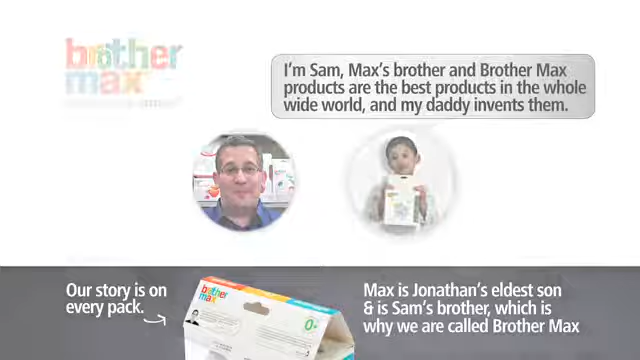 brother
max
I'm Sam, Max's brother and Brother Max
products are the best products in the whole
wide world, and my daddy invents them.
Our story is on
every pack.
brother
max
0+
Max is Jonathan's eldest son
& is Sam's brother, which is
why we are called Brother Max